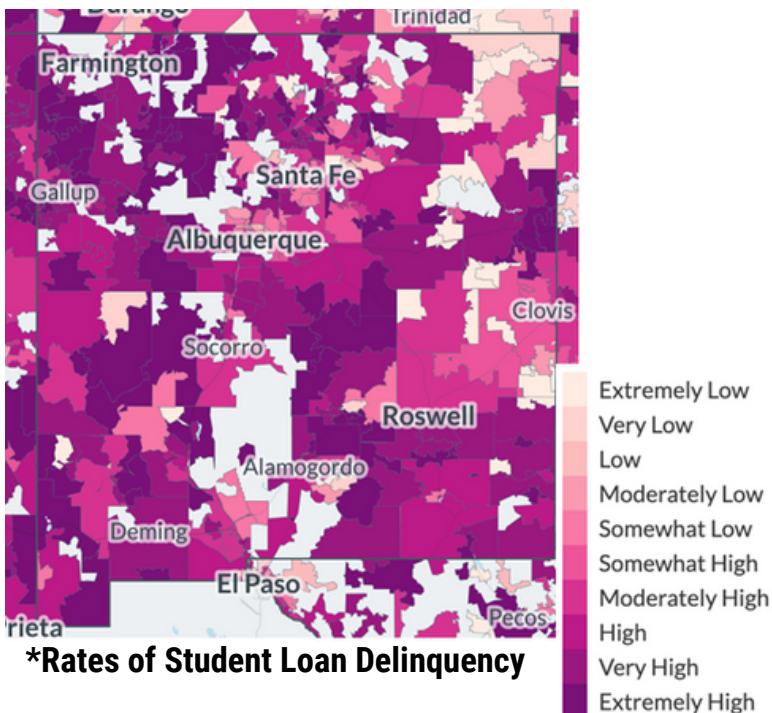 Durango
Trinidad
Farmington
Gallup
Santa Fe
Albuquerque
Clovis
Socorro
Roswell
Alamogordo
Deming
El Paso
Pecos
rieta
*Rates of Student Loan Delinquency
Extremely Low
Very Low
Low
Moderately Low
Somewhat Low
Somewhat High
Moderately High
High
Very High
Extremely High